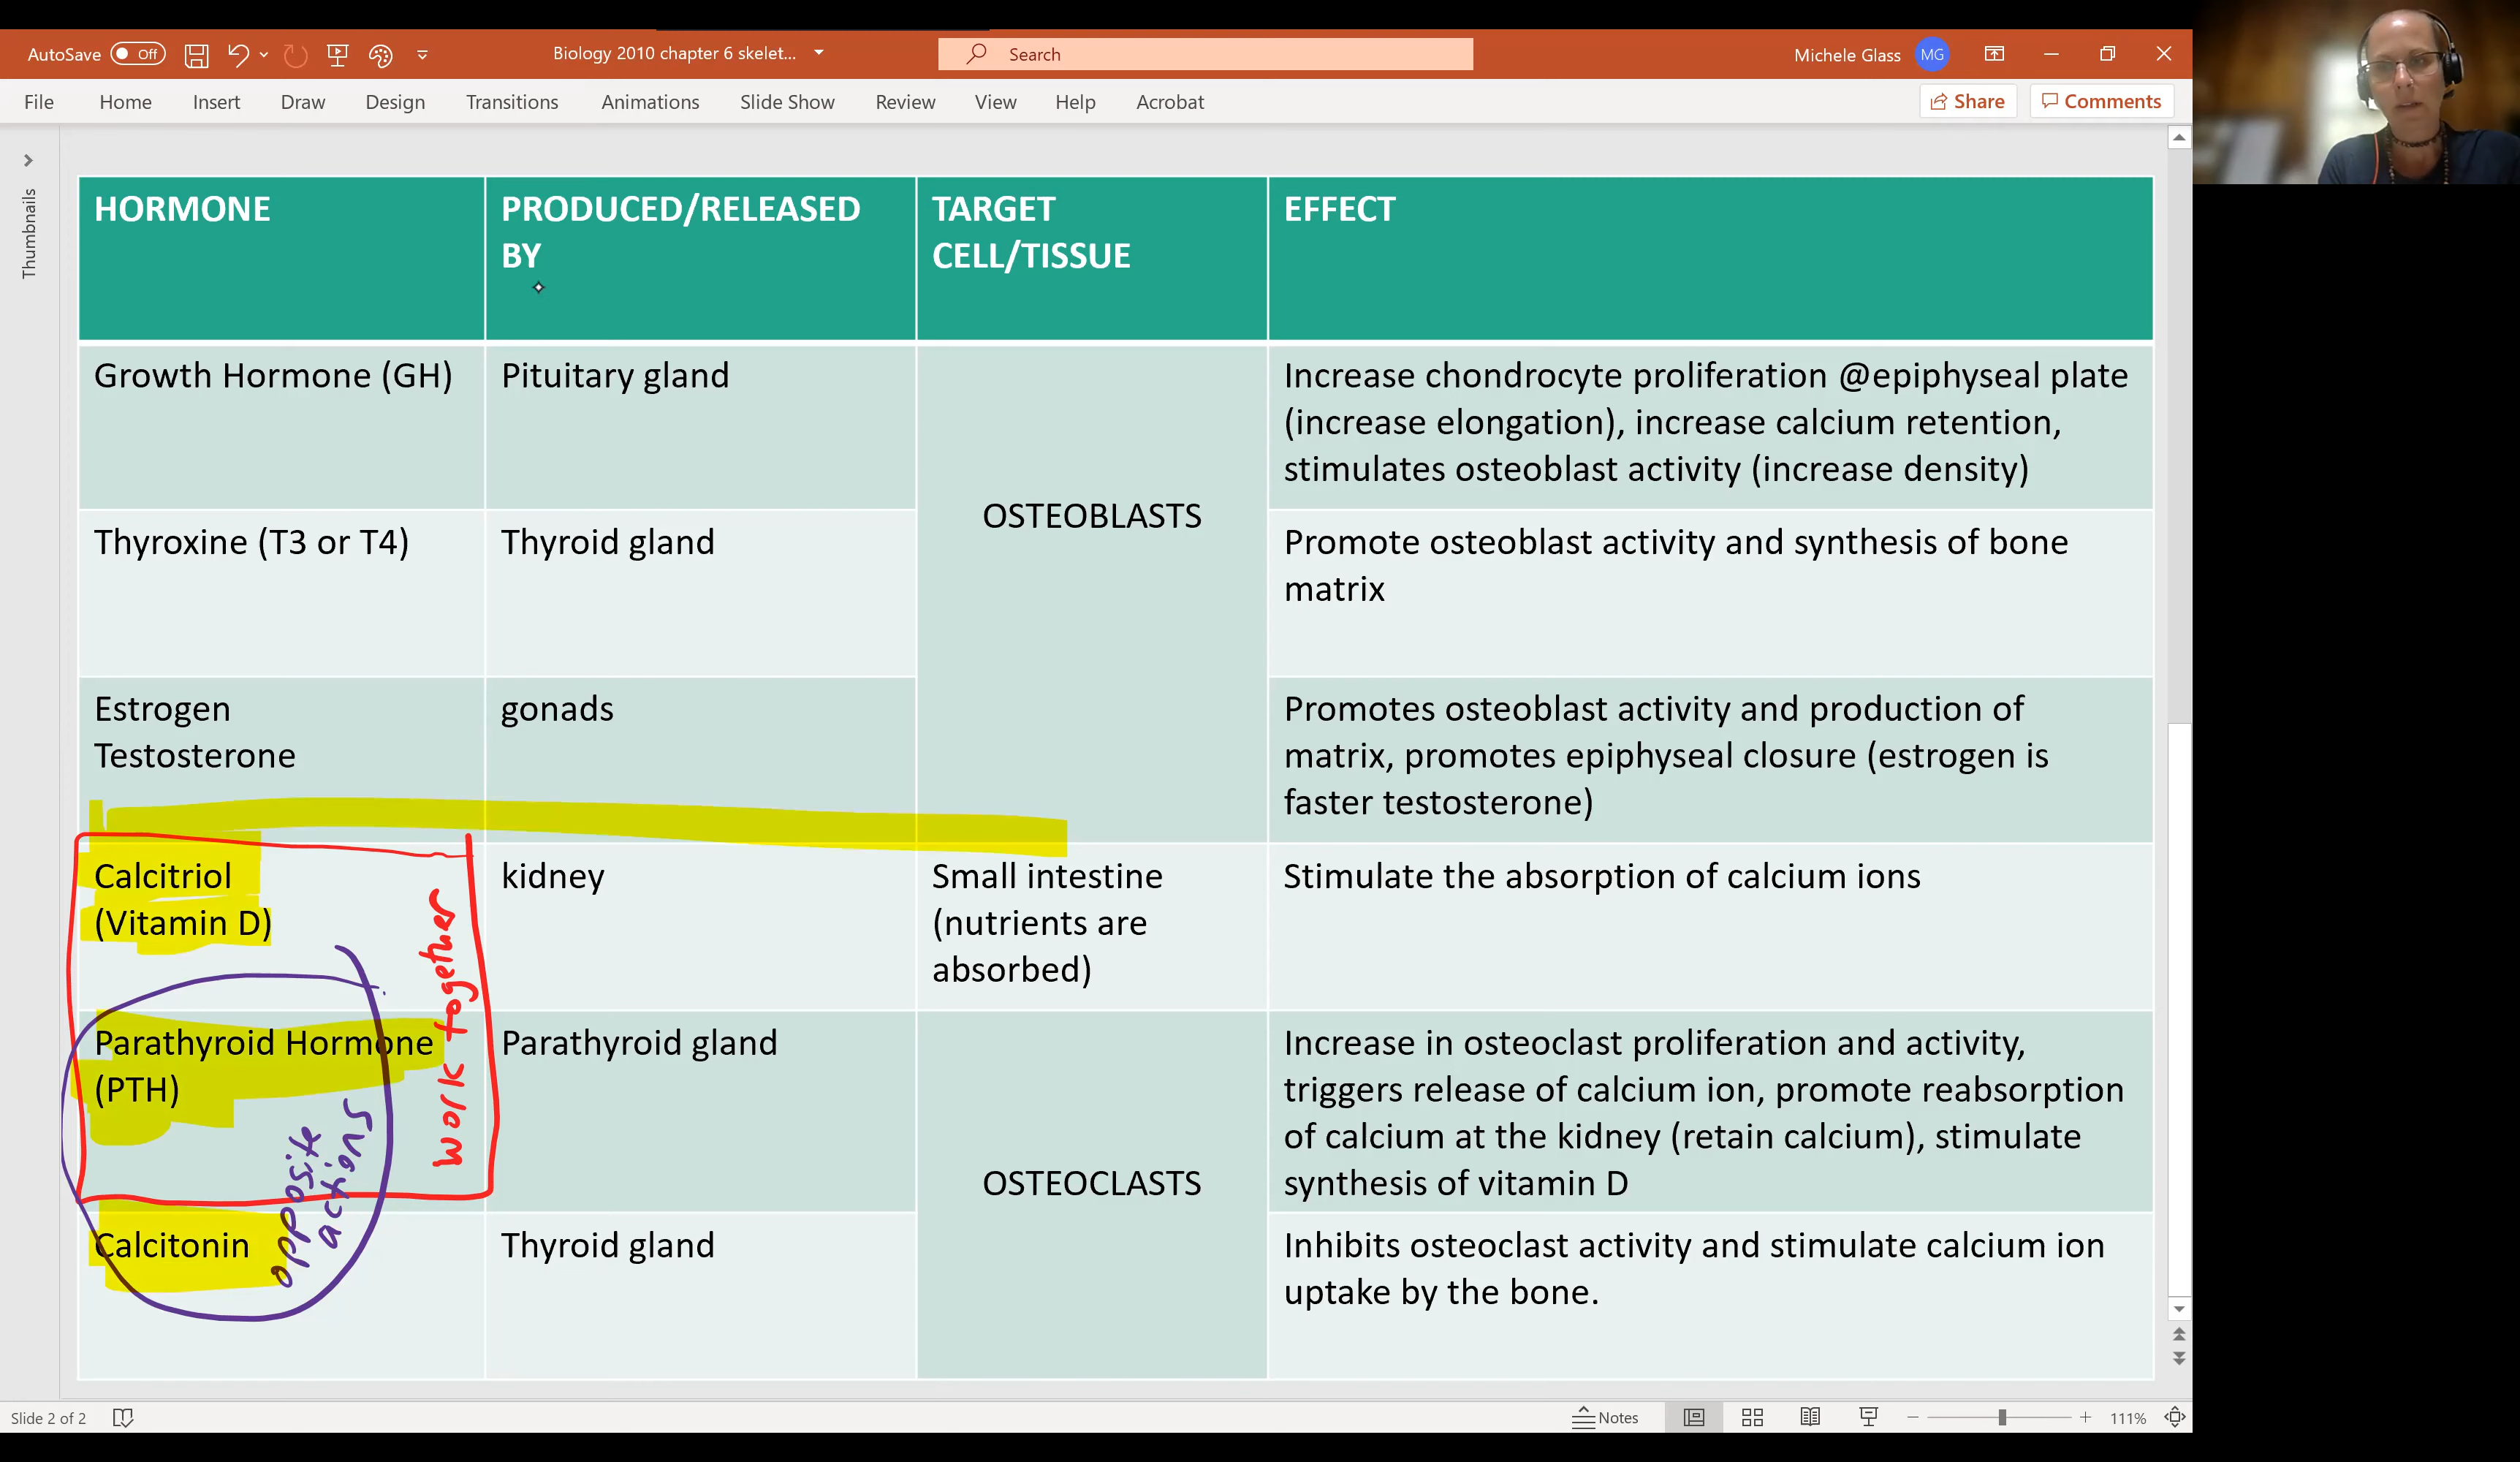 AutoSave Off
Biology 2010 chapter 6 skelet...
Search
Michele Glass MG
File Home Insert Draw Design Transitions Animations Slide Show Review View Help Acrobat
Share Comments
Thumbnails
HORMONE
PRODUCED/RELEASED
BY
TARGET
CELL/TISSUE
EFFECT
Growth Hormone (GH)
Pituitary gland
OSTEOBLASTS
Increase chondrocyte proliferation @epiphyseal plate
(increase elongation), increase calcium retention,
stimulates osteoblast activity (increase density)
Thyroxine (T3 or T4)
Thyroid gland
Promote osteoblast activity and synthesis of bone
matrix
Estrogen
Testosterone
gonads
Promotes osteoblast activity and production of
matrix, promotes epiphyseal closure (estrogen is
faster testosterone)
Calcitriol
(Vitamin D)
work together
kidney
Small intestine
(nutrients are
absorbed)
Stimulate the absorption of calcium ions
Parathyroid Hormone
(PTH)
opposite
actions
Parathyroid gland
OSTEOCLASTS
Increase in osteoclast proliferation and activity,
triggers release of calcium ion, promote reabsorption
of calcium at the kidney (retain calcium), stimulate
synthesis of vitamin D
Calcitonin
Thyroid gland
Inhibits osteoclast activity and stimulate calcium ion
uptake by the bone.
Slide 2 of 2
Notes
111%